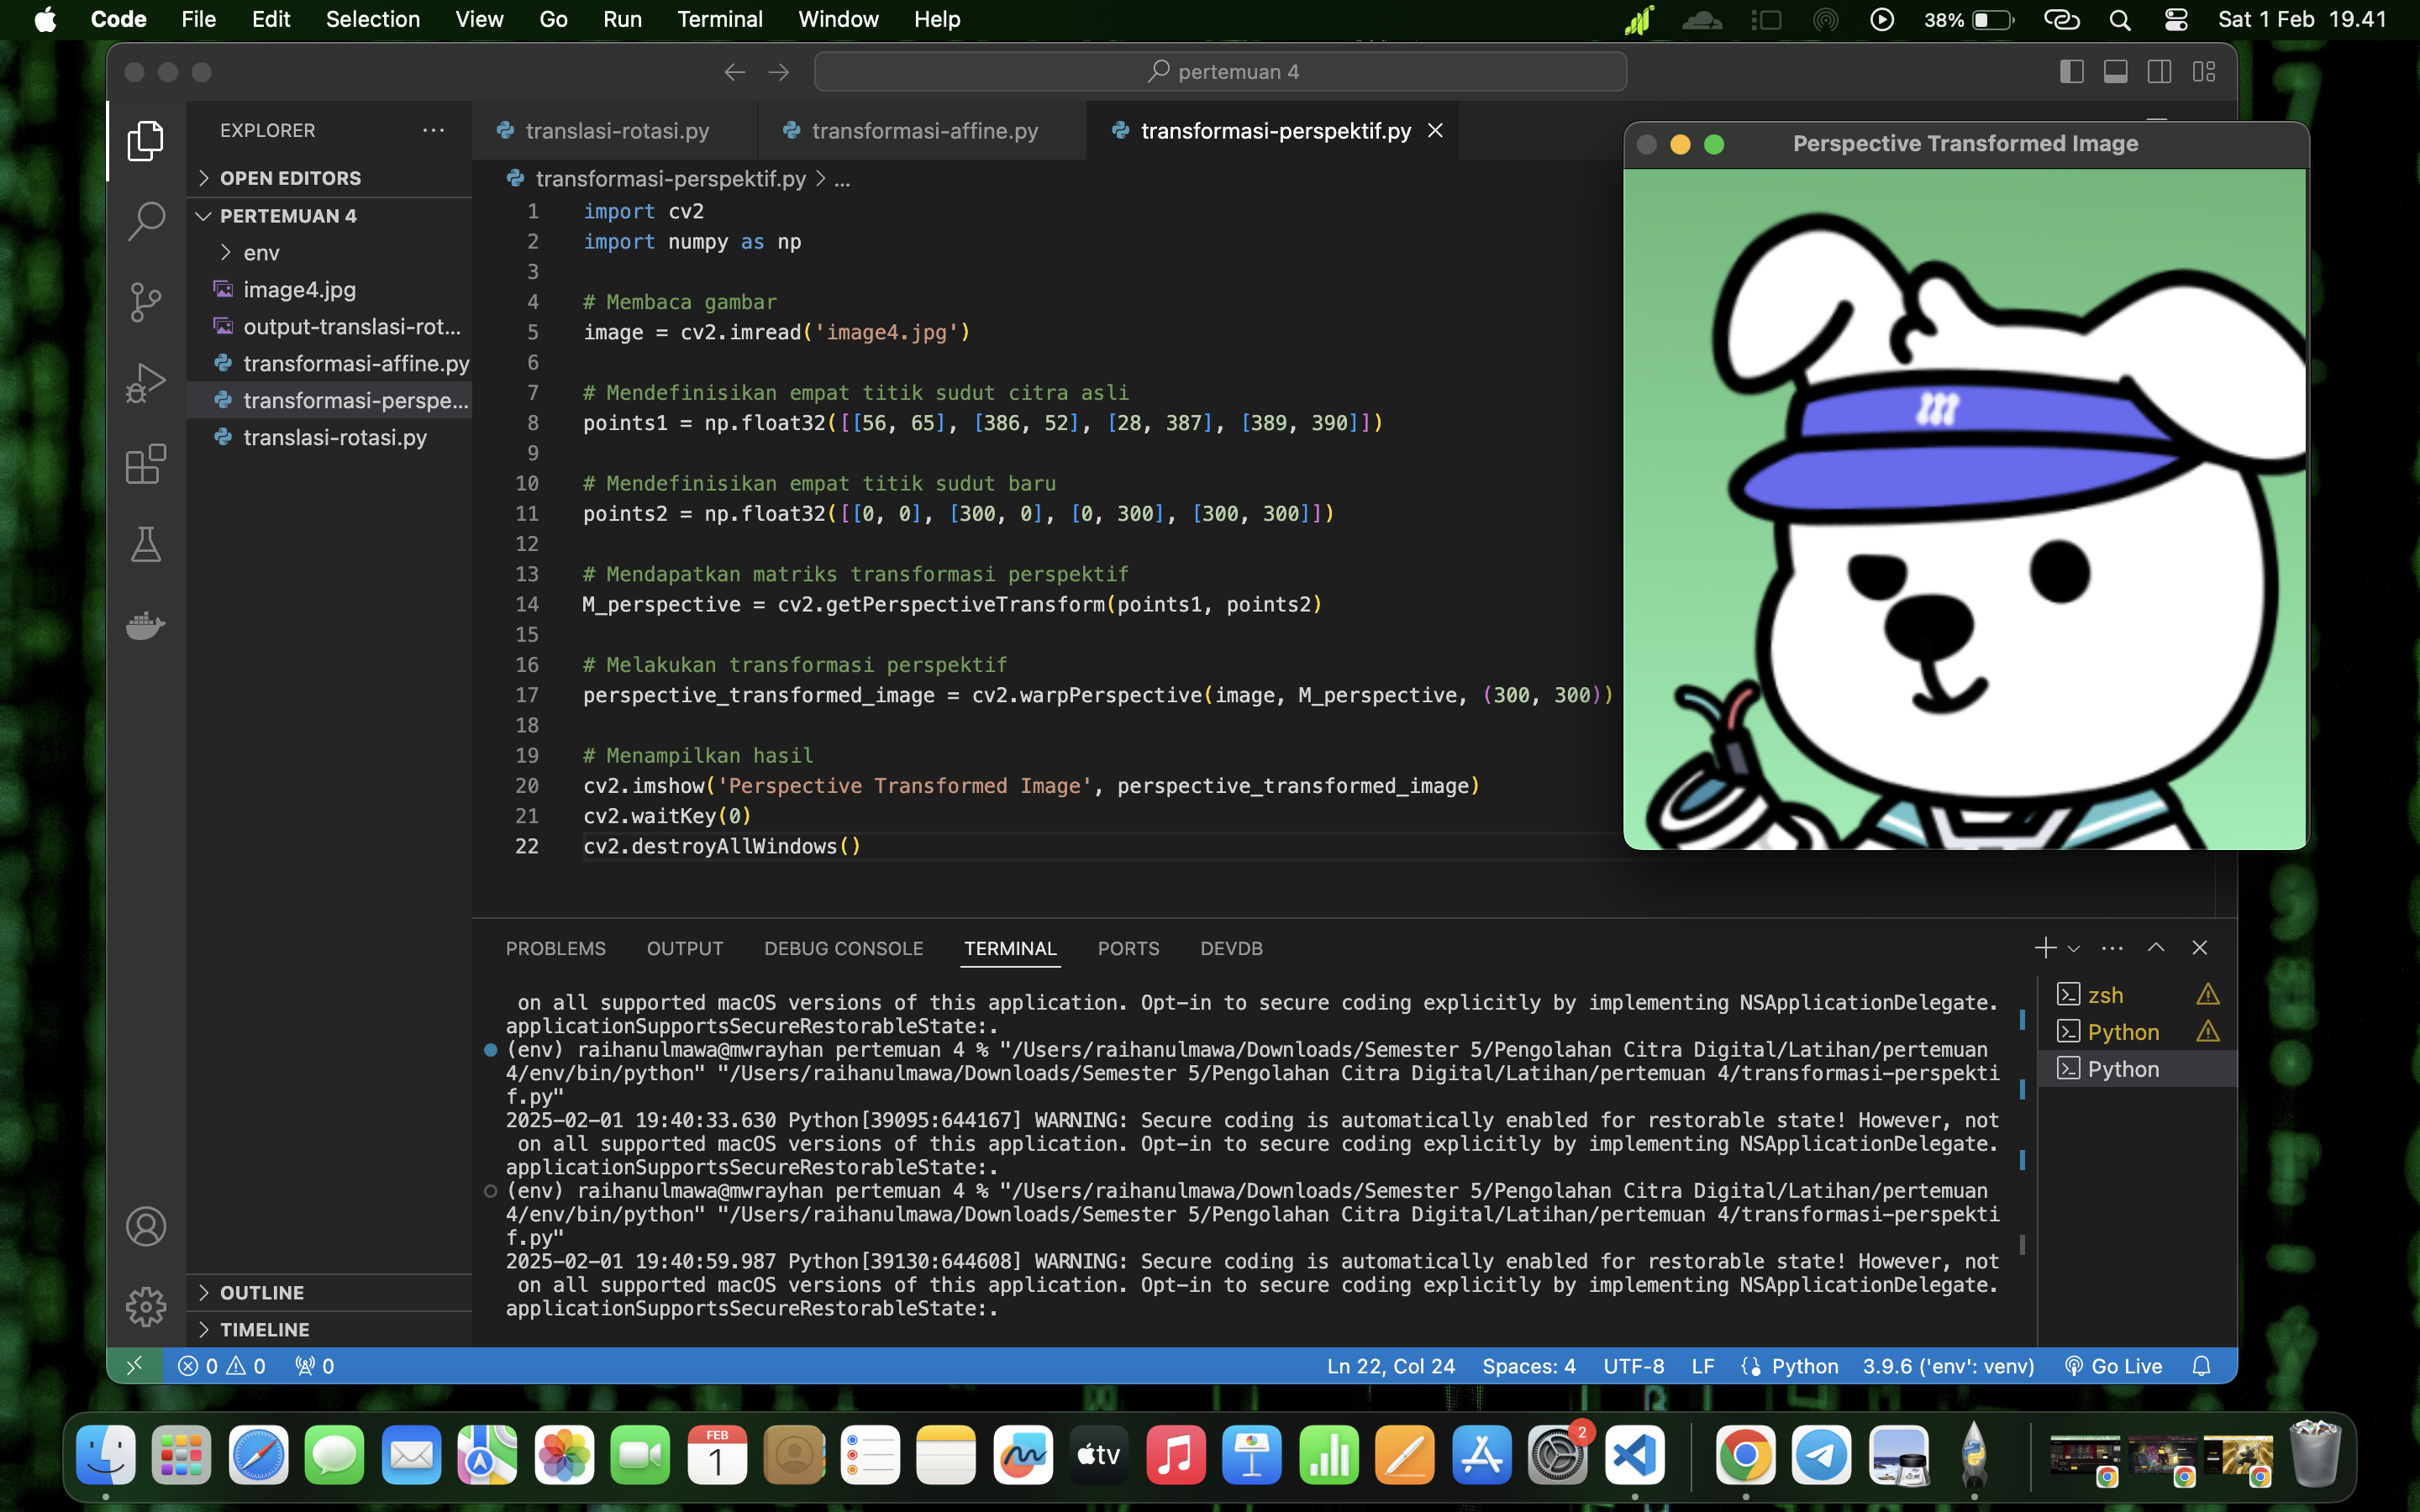 Code File Edit Selection View Go Run Terminal Window Help 38% Sat 1 Feb 19.41
pertemuan 4
EXPLORER
OPEN EDITORS
PERTEMUAN 4
env
image4.jpg
output-translasi-rot...
transformasi-affine.py
transformasi-perspe...
translasi-rotasi.py
OUTLINE
TIMELINE
translasi-rotasi.py transformasi-affine.py transformasi-perspektif.py
transformasi-perspektif.py > ...
1 import cv2
2 import numpy as np
3
4 # Membaca gambar
5 image = cv2.imread('image4.jpg')
6
7 # Mendefinisikan empat titik sudut citra asli
8 points1 = np.float32([[56, 65], [386, 52], [28, 387], [389, 390]])
9
10 # Mendefinisikan empat titik sudut baru
11 points2 = np.float32([[0, 0], [300, 0], [0, 300], [300, 300]])
12
13 # Mendapatkan matriks transformasi perspektif
14 M_perspective = cv2.getPerspectiveTransform(points1, points2)
15
16 # Melakukan transformasi perspektif
17 perspective_transformed_image = cv2.warpPerspective(image, M_perspective, (300, 300))
18
19 # Menampilkan hasil
20 cv2.imshow('Perspective Transformed Image', perspective_transformed_image)
21 cv2.waitKey(0)
22 cv2.destroyAllWindows()
Perspective Transformed Image
PROBLEMS OUTPUT DEBUG CONSOLE TERMINAL PORTS DEVDB
on all supported macOS versions of this application. Opt-in to secure coding explicitly by implementing NSApplicationDelegate.
applicationSupportsSecureRestorableState:.
(env) raihanulmawa@mwrayhan pertemuan 4 % "/Users/raihanulmawa/Downloads/Semester 5/Pengolahan Citra Digital/Latihan/pertemuan
4/env/bin/python" "/Users/raihanulmawa/Downloads/Semester 5/Pengolahan Citra Digital/Latihan/pertemuan 4/transformasi-perspekti
f.py"
2025-02-01 19:40:33.630 Python[39095:644167] WARNING: Secure coding is automatically enabled for restorable state! However, not
on all supported macOS versions of this application. Opt-in to secure coding explicitly by implementing NSApplicationDelegate.
applicationSupportsSecureRestorableState:.
(env) raihanulmawa@mwrayhan pertemuan 4 % "/Users/raihanulmawa/Downloads/Semester 5/Pengolahan Citra Digital/Latihan/pertemuan
4/env/bin/python" "/Users/raihanulmawa/Downloads/Semester 5/Pengolahan Citra Digital/Latihan/pertemuan 4/transformasi-perspekti
f.py"
2025-02-01 19:40:59.987 Python[39130:644608] WARNING: Secure coding is automatically enabled for restorable state! However, not
on all supported macOS versions of this application. Opt-in to secure coding explicitly by implementing NSApplicationDelegate.
applicationSupportsSecureRestorableState:.
zsh
Python
Python
0 0 0 Ln 22, Col 24 Spaces: 4 UTF-8 LF Python 3.9.6 ('env': venv) Go Live
FEB
1
tv
2